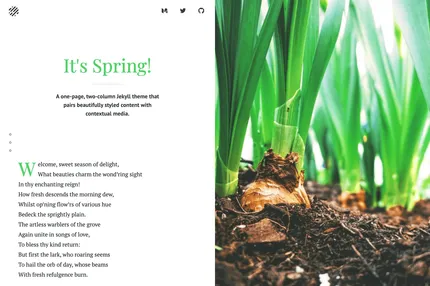 It's Spring!
A one-page, two-column Jekyll theme that
pairs beautifully styled content with
contextual media.
Welcome, sweet season of delight,
What beauties charm the wond'ring sight
In thy enchanting reign!
How fresh descends the morning dew,
Whilst op'ning flow'rs of various hue
Bedeck the sprightly plain.
The artless warblers of the grove
Again unite in songs of love,
To bless thy kind return:
But first the lark, who roaring seems
To hail the orb of day, whose beams
With fresh refulgence burn.